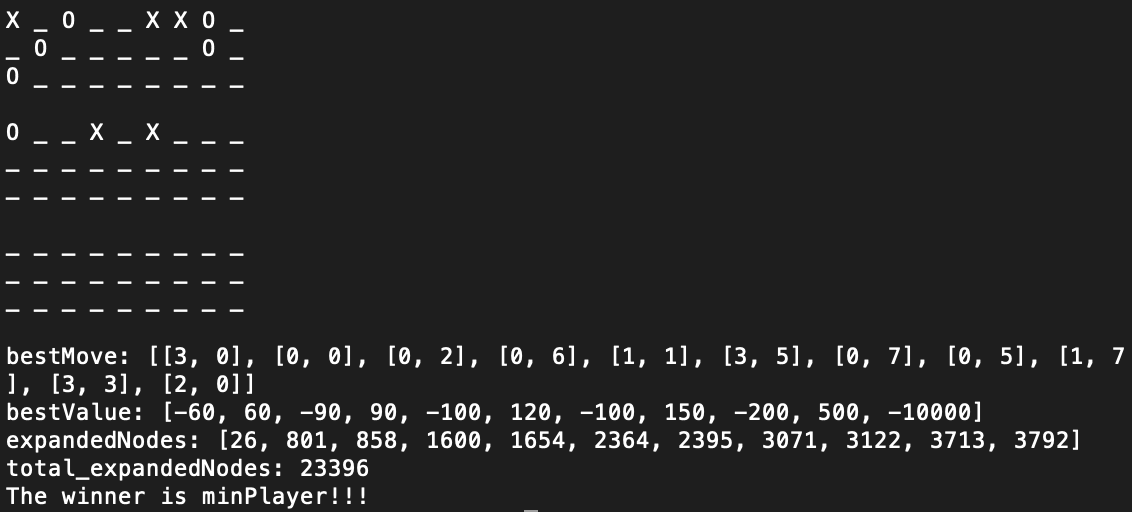 X _ O _ _ X X O _
_ O _ _ _ _ _ O _
O _ _ _ _ _ _ _ _

O _ _ X _ X _ _ _
_ _ _ _ _ _ _ _ _
_ _ _ _ _ _ _ _ _

_ _ _ _ _ _ _ _ _
_ _ _ _ _ _ _ _ _
_ _ _ _ _ _ _ _ _

bestMove: [[3, 0], [0, 0], [0, 2], [0, 6], [1, 1], [3, 5], [0, 7], [0, 5], [1, 7
], [3, 3], [2, 0]]
bestValue: [-60, 60, -90, 90, -100, 120, -100, 150, -200, 500, -10000]
expandedNodes: [26, 801, 858, 1600, 1654, 2364, 2395, 3071, 3122, 3713, 3792]
total_expandedNodes: 23396
The winner is minPlayer!!!